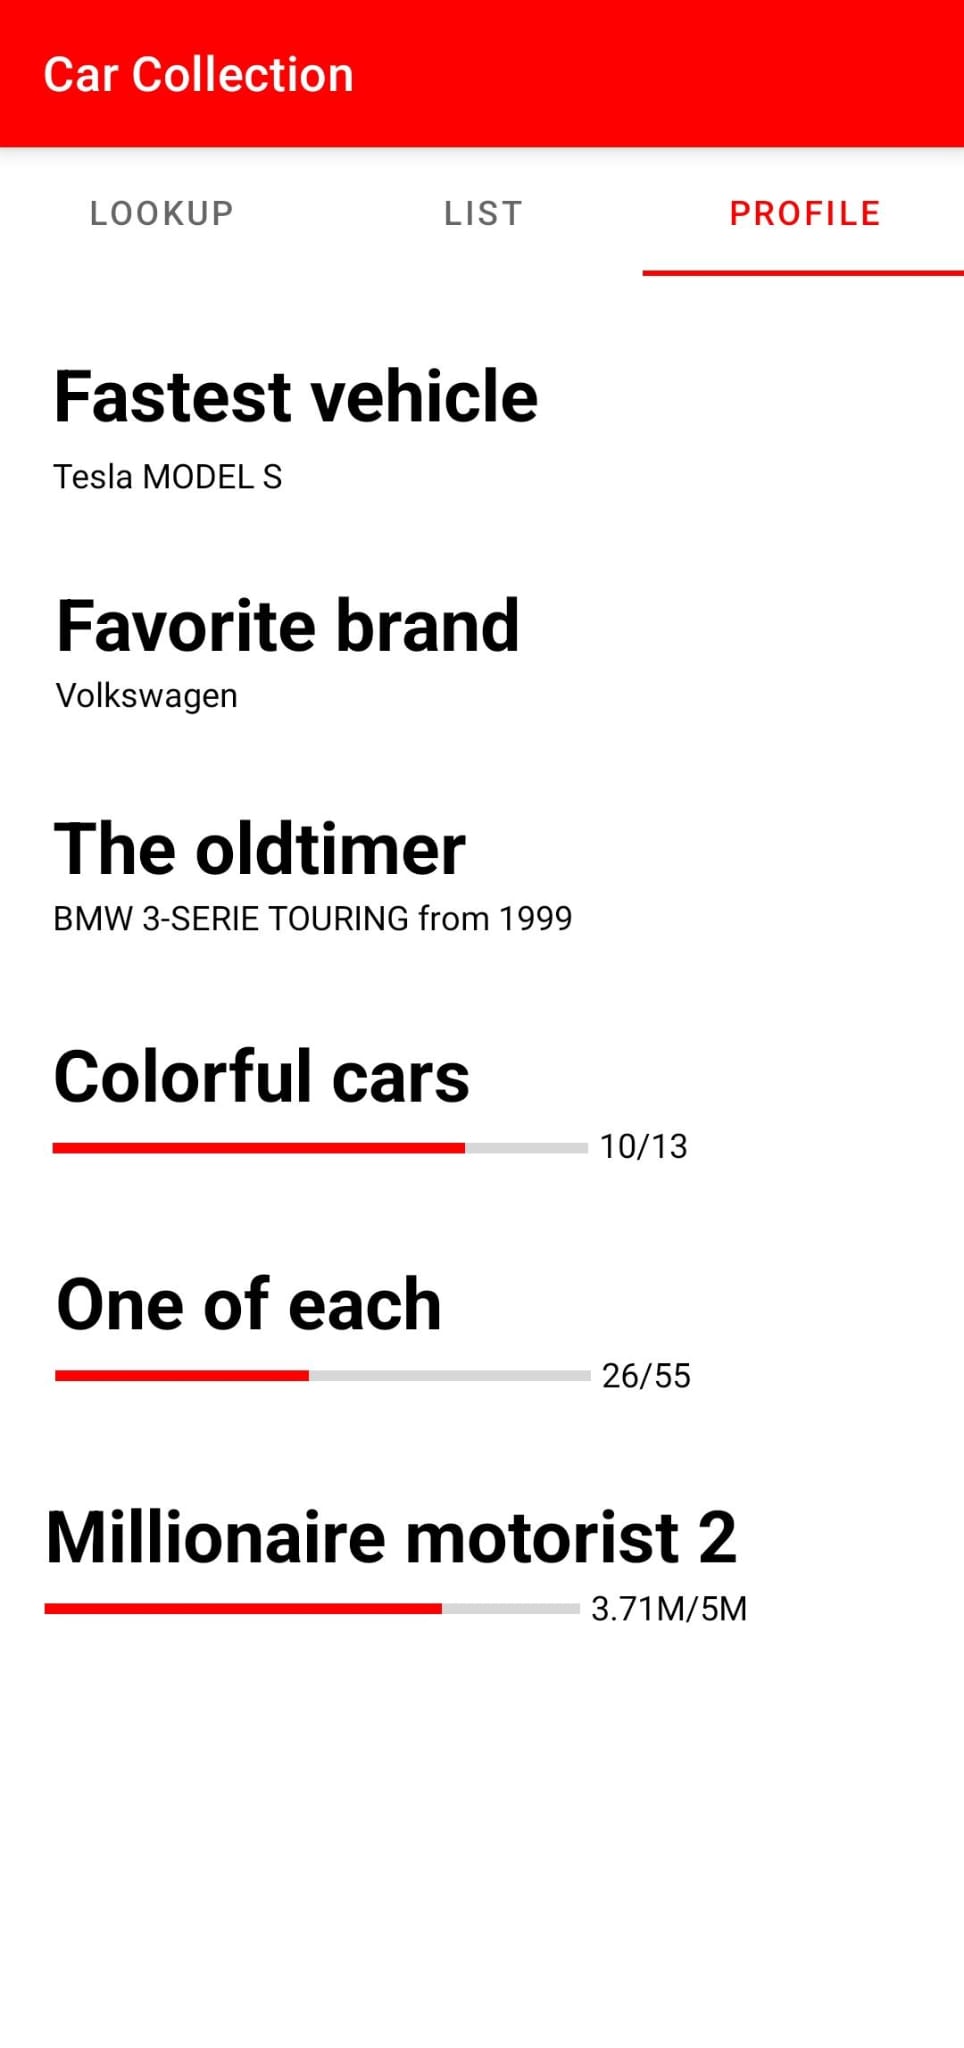 Car Collection
LOOKUP LIST PROFILE
Fastest vehicle
Tesla MODEL S
Favorite brand
Volkswagen
The oldtimer
BMW 3-SERIE TOURING from 1999
Colorful cars
10/13
One of each
26/55
Millionaire motorist 2
3.71M/5M